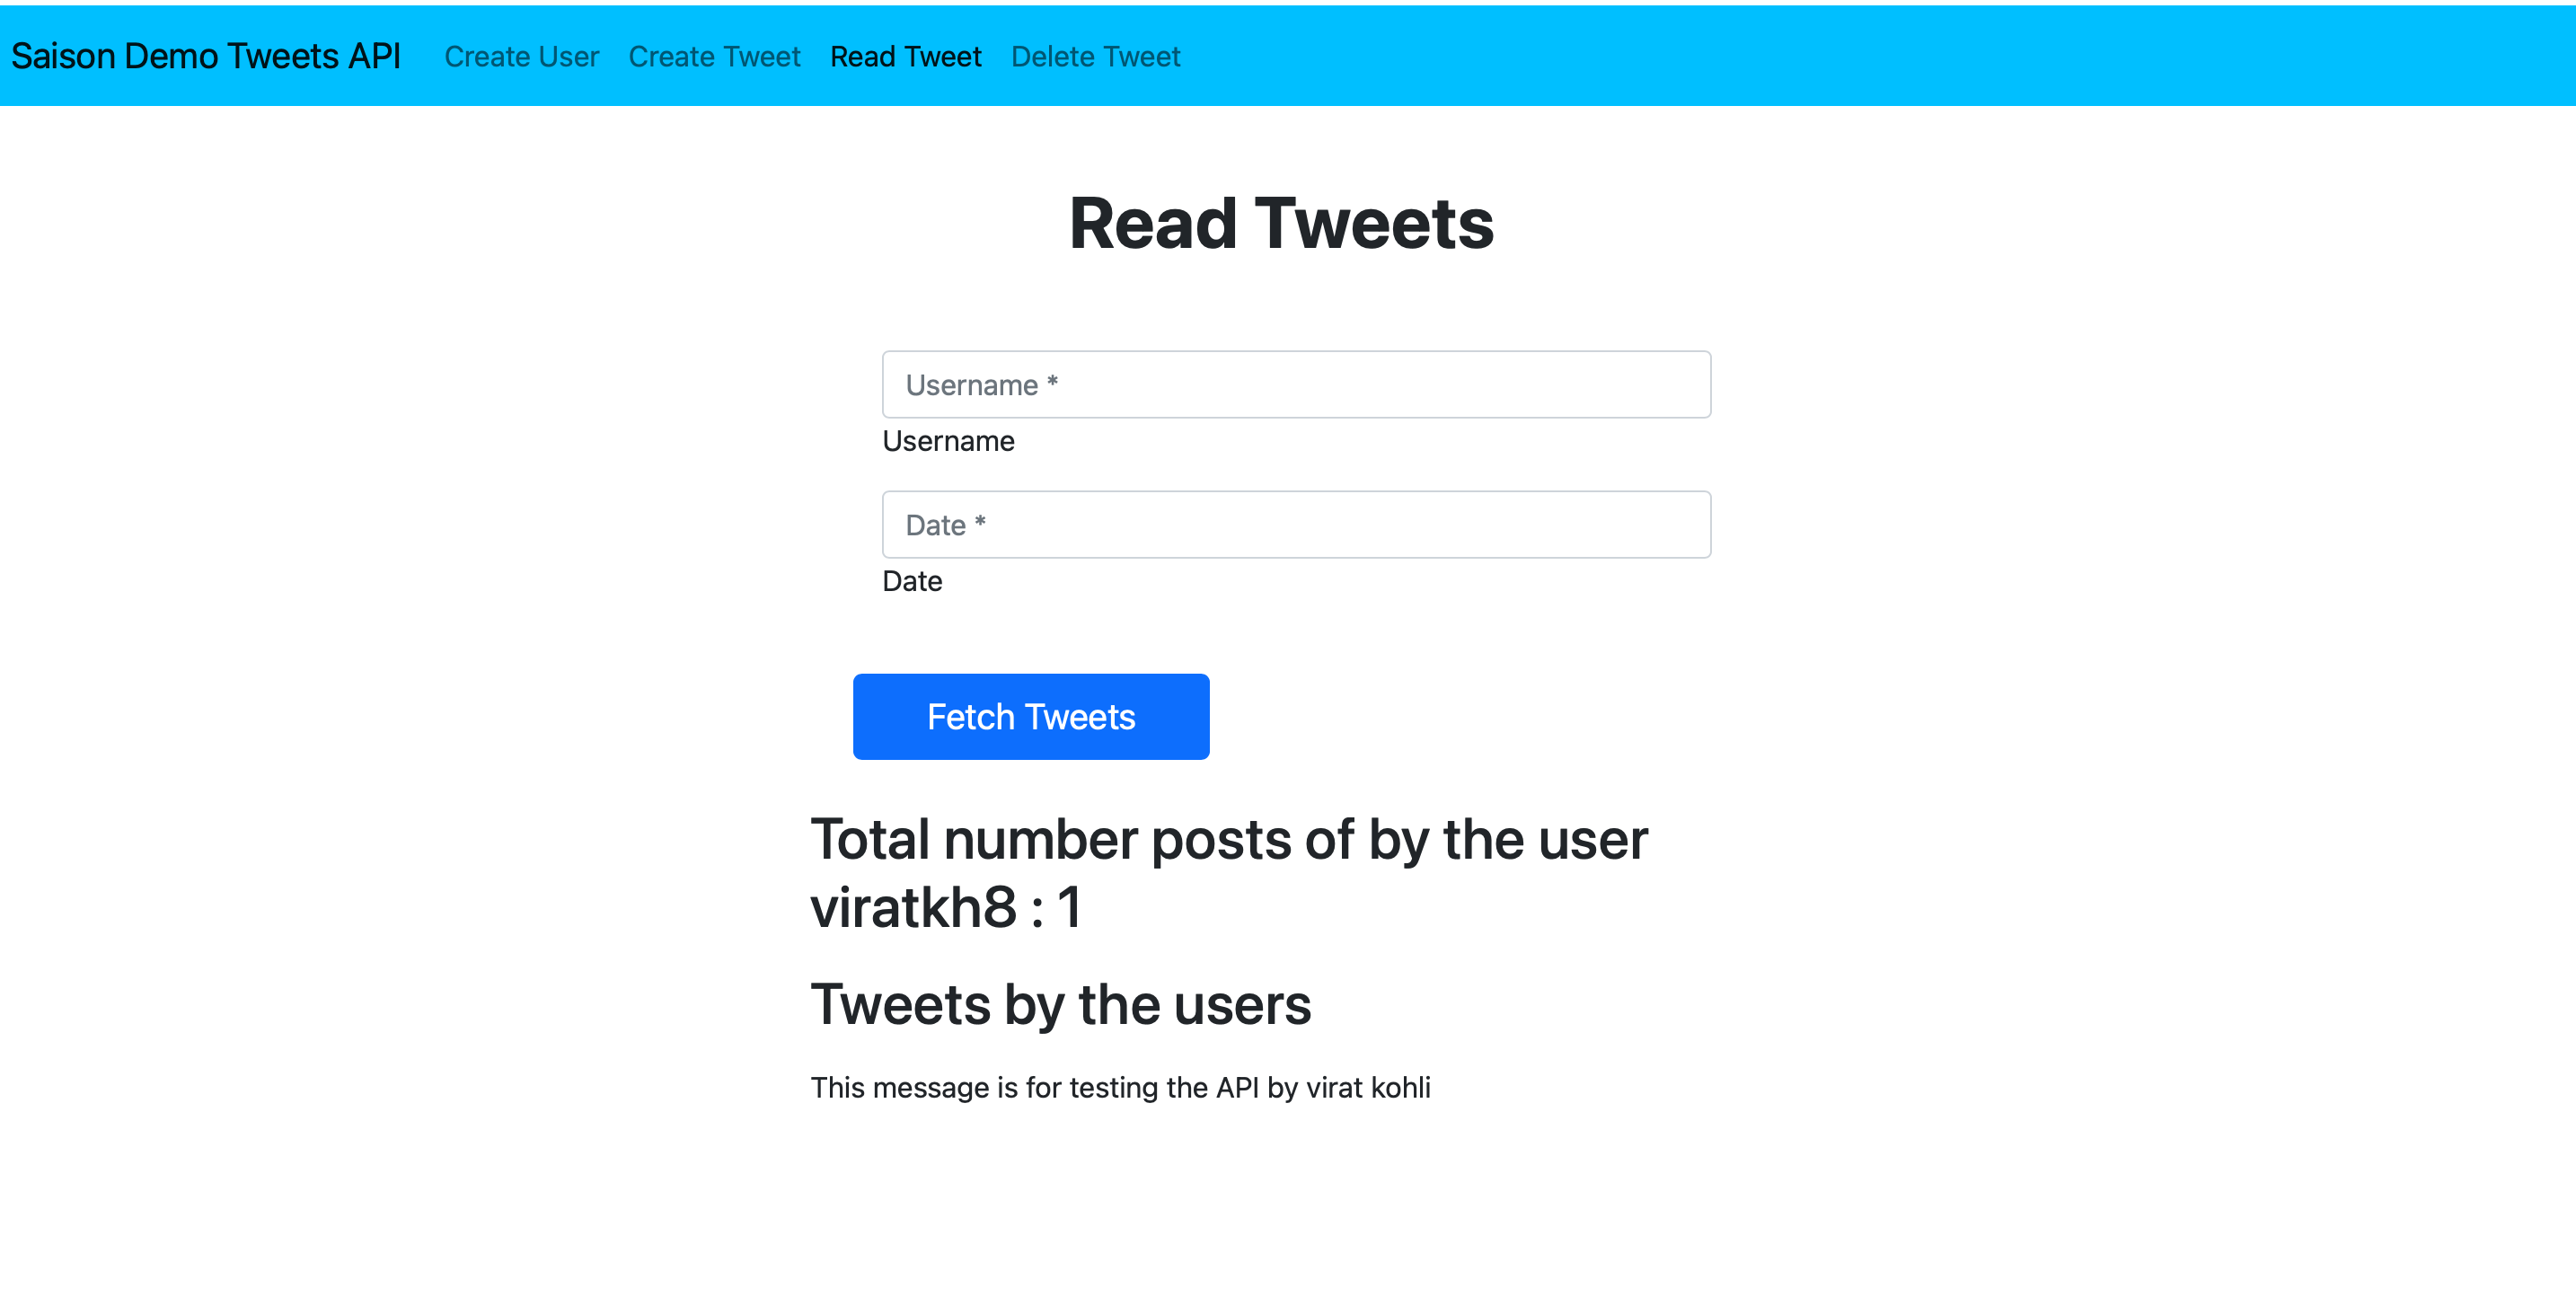 Saison Demo Tweets API Create User Create Tweet Read Tweet Delete Tweet
Read Tweets
Username *
Username
Date *
Date
Fetch Tweets
Total number posts of by the user
viratkh8 : 1
Tweets by the users
This message is for testing the API by virat kohli